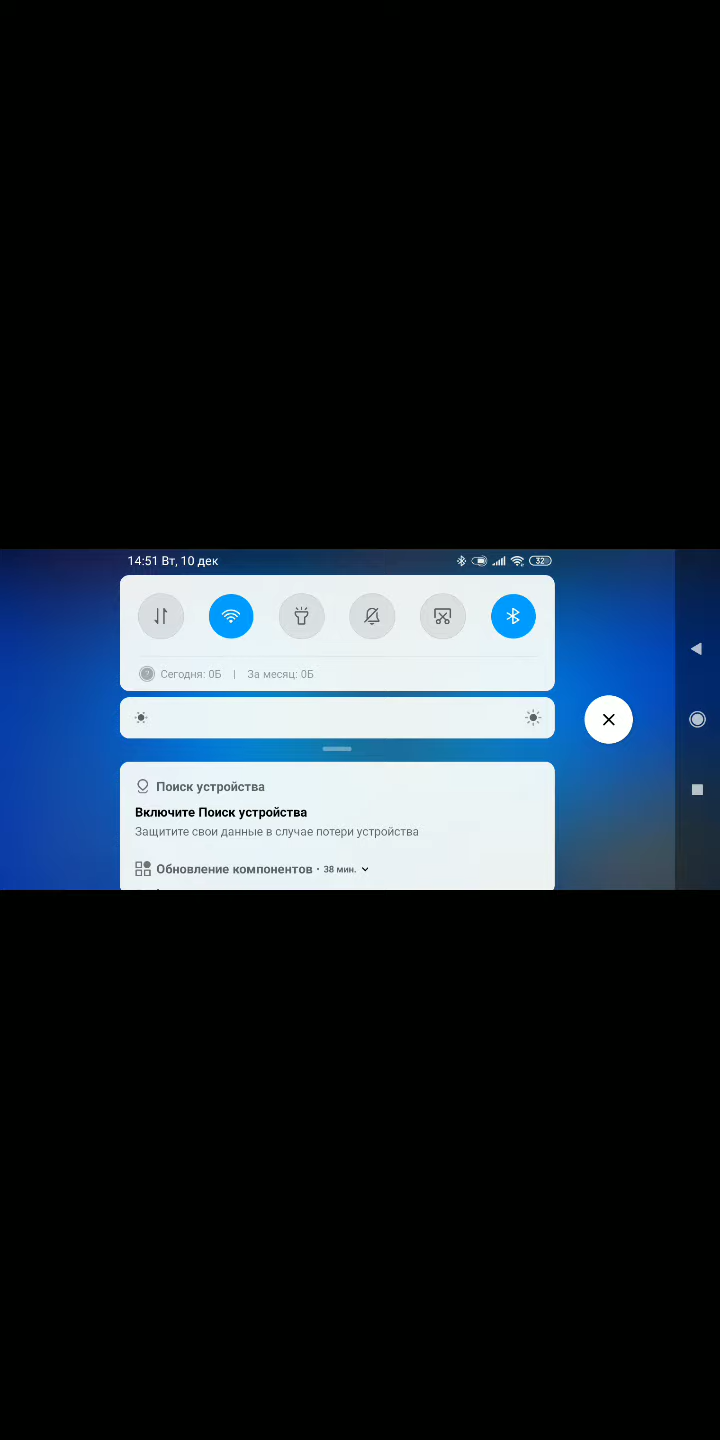 14:51 Вт, 10 дек
32
Сегодня: 0Б | За месяц: 0Б
Поиск устройства
Включите Поиск устройства
Защитите свои данные в случае потери устройства
Обновление компонентов · 38 мин.